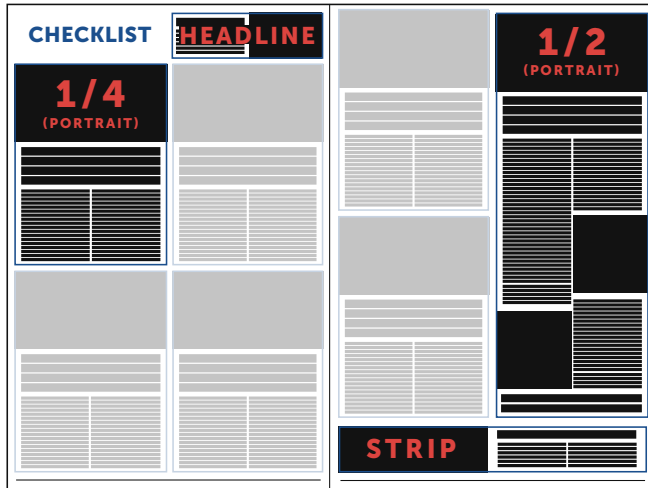 CHECKLIST
HEADLINE
1/4
(PORTRAIT)
1/2
(PORTRAIT)
STRIP